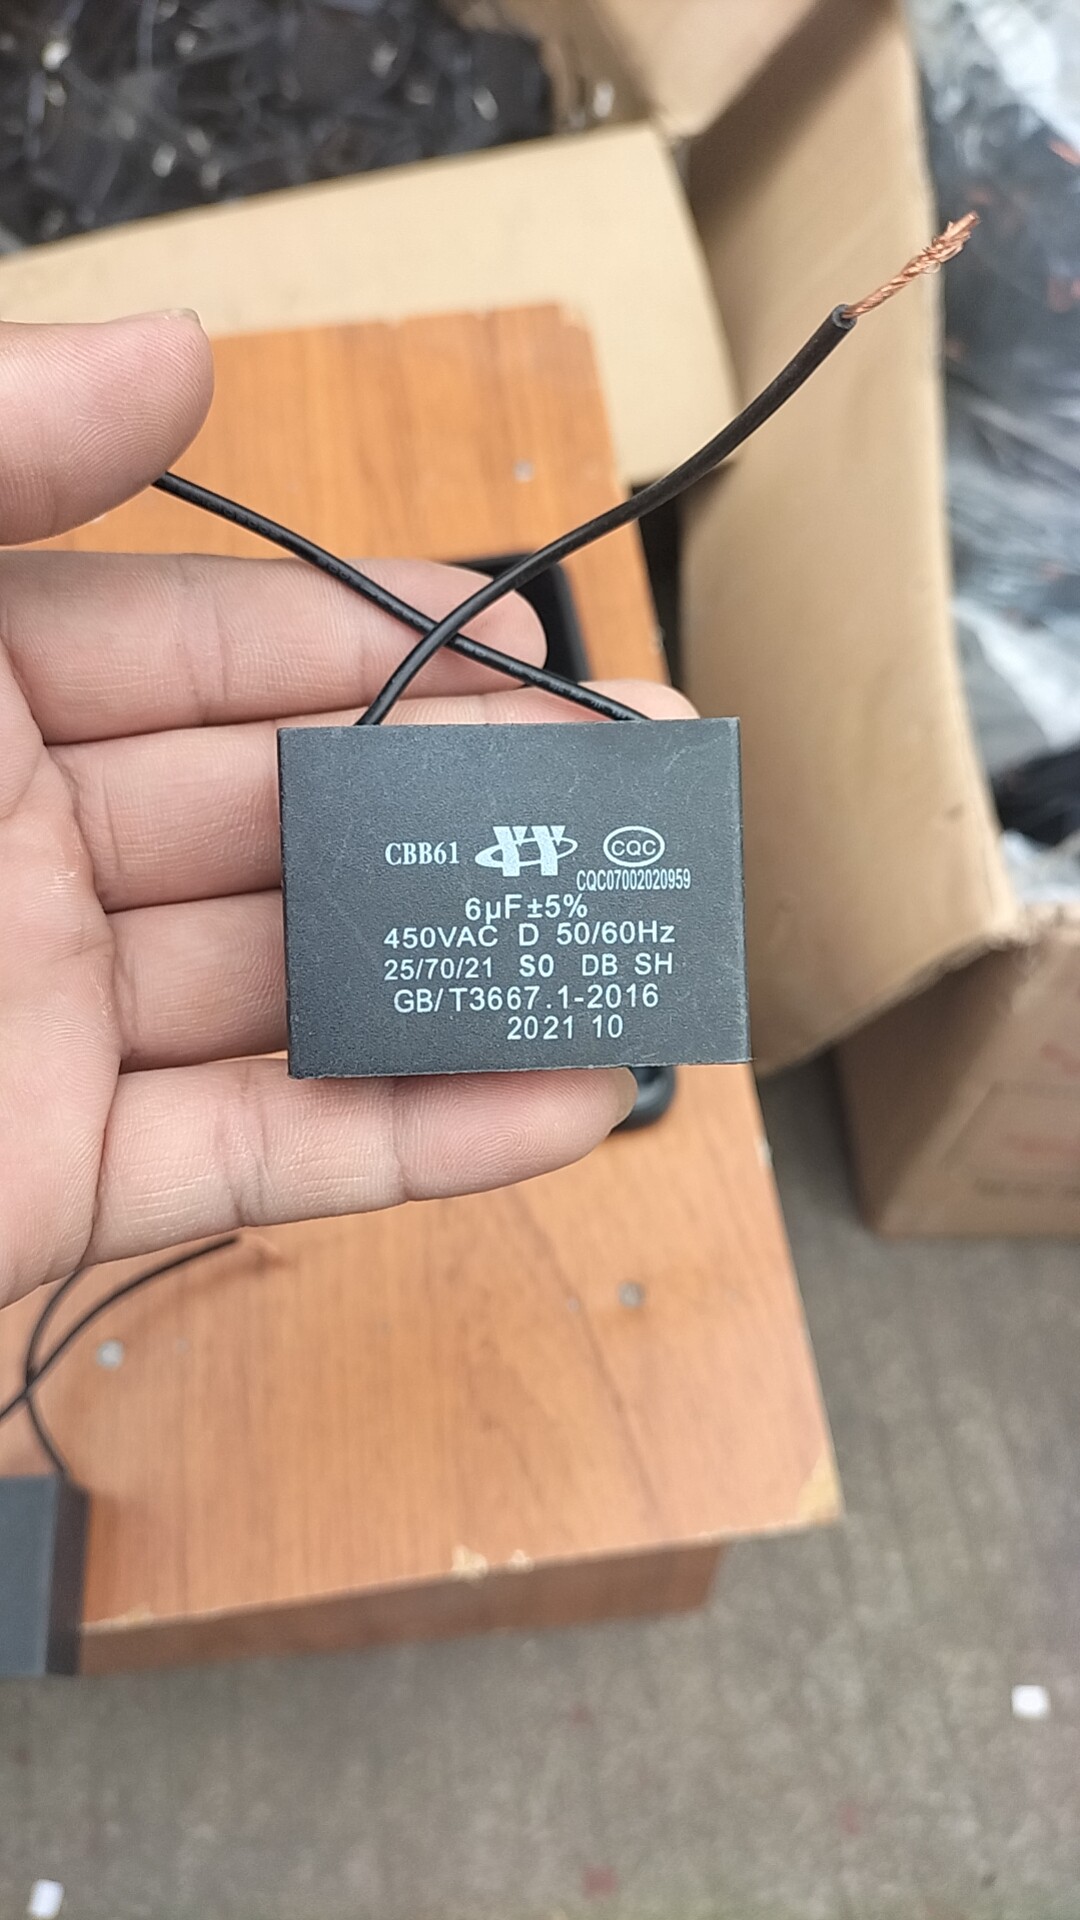 CBB61 CQC
CQC07002020959
6μF±5%
450VAC D 50/60Hz
25/70/21 S0 DB SH
GB/T3667.1-2016
2021 10